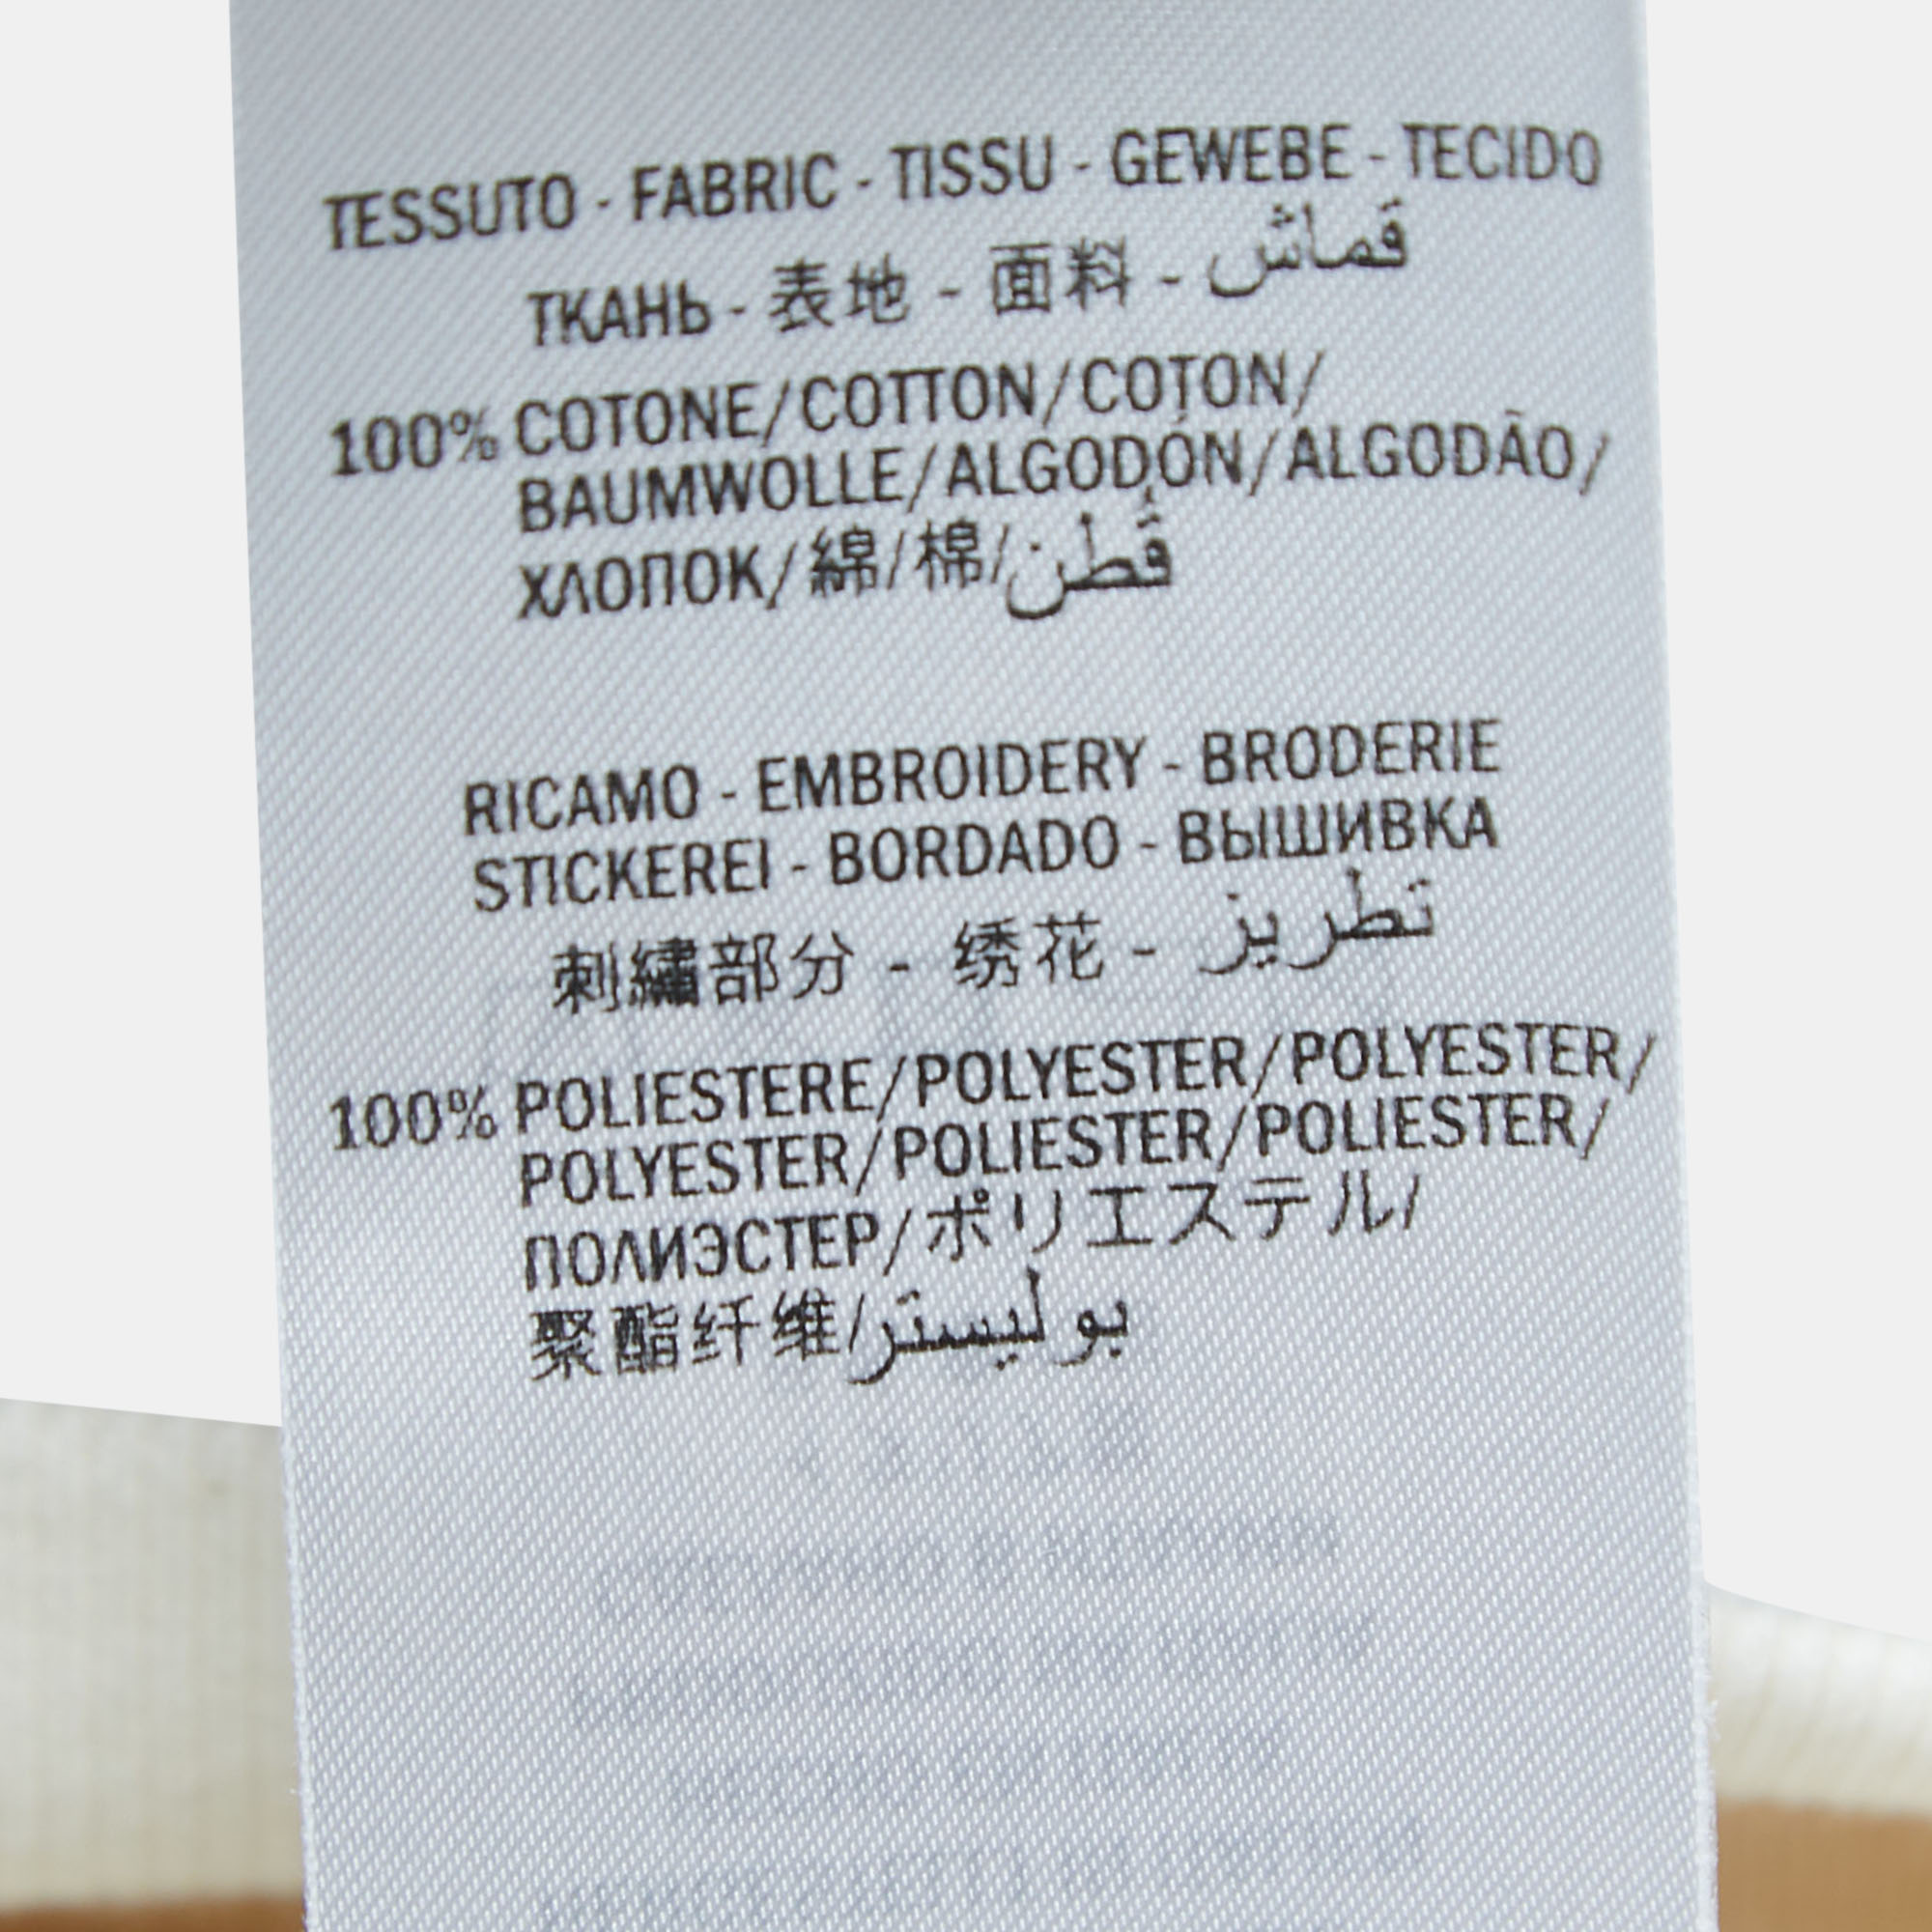 TESSUTO - FABRIC - TISSU - GEWEBE - TECIDO
ТКАНЬ - 表地 - 面料 - قماش
100% COTONE/COTTON/COTON/
BAUMWOLLE/ALGODÓN/ALGODÃO/
ХЛОПОК/綿/棉/قطن
RICAMO - EMBROIDERY - BRODERIE
STICKEREI - BORDADO - ВЫШИВКА
刺繍部分 - 绣花 - تطريز
100% POLIESTERE/POLYESTER/POLYESTER/
POLYESTER/POLIESTER/POLIESTER/
ПОЛИЭСТЕР/ポリエステル/
聚酯纤维/بوليستر